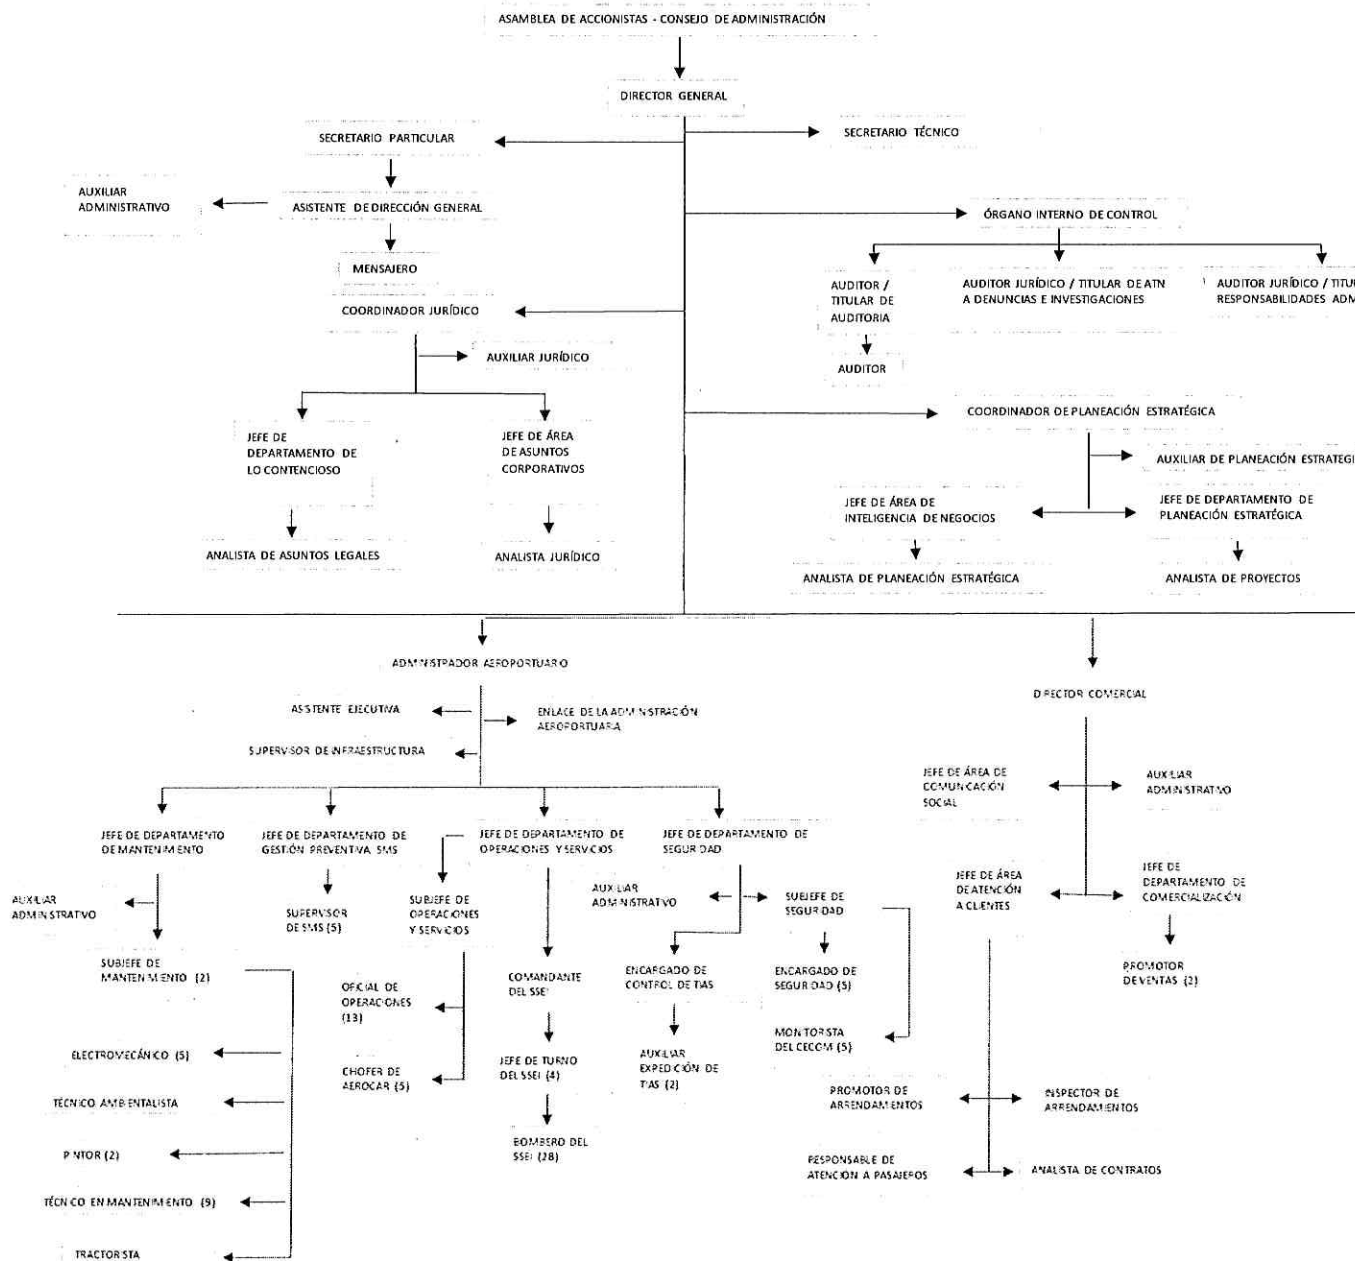 ASAMBLEA DE ACCIONISTAS - CONSEJO DE ADMINISTRACIÓN
DIRECTOR GENERAL
SECRETARIO PARTICULAR
SECRETARIO TÉCNICO
AUXILIAR
ADMINISTRATIVO
ASISTENTE DE DIRECCIÓN GENERAL
ÓRGANO INTERNO DE CONTROL
MENSAJERO
AUDITOR /
TITULAR DE
AUDITORIA
AUDITOR JURÍDICO / TITULAR DE ATN
A DENUNCIAS E INVESTIGACIONES
AUDITOR JURÍDICO / TITU
RESPONSABILIDADES ADM
COORDINADOR JURÍDICO
AUXILIAR JURÍDICO
AUDITOR
COORDINADOR DE PLANEACIÓN ESTRATÉGICA
JEFE DE
DEPARTAMENTO DE
LO CONTENCIOSO
JEFE DE ÁREA
DE ASUNTOS
CORPORATIVOS
AUXILIAR DE PLANEACIÓN ESTRATEGI
JEFE DE ÁREA DE
INTELIGENCIA DE NEGOCIOS
JEFE DE DEPARTAMENTO DE
PLANEACIÓN ESTRATÉGICA
ANALISTA DE ASUNTOS LEGALES
ANALISTA JURÍDICO
ANALISTA DE PLANEACIÓN ESTRATÉGICA
ANALISTA DE PROYECTOS
ADMINISTRADOR AEROPORTUARIO
DIRECTOR COMERCIAL
ASISTENTE EJECUTIVA
ENLACE DE LA ADMINISTRACIÓN
AEROPORTUARIA
SUPERVISOR DE INFRAESTRUCTURA
JEFE DE ÁREA DE
COMUNICACIÓN
SOCIAL
AUXILIAR
ADMINISTRATIVO
JEFE DE DEPARTAMENTO
DE MANTENIMIENTO
JEFE DE DEPARTAMENTO DE
GESTIÓN PREVENTIVA SMS
JEFE DE DEPARTAMENTO DE
OPERACIONES Y SERVICIOS
JEFE DE DEPARTAMENTO DE
SEGURIDAD
JEFE DE ÁREA
DE ATENCIÓN
A CLIENTES
JEFE DE
DEPARTAMENTO DE
COMERCIALIZACIÓN
AUXILIAR
ADMINISTRATIVO
SUPERVISOR
DE SMS (5)
SUBJEFE DE
OPERACIONES
Y SERVICIOS
AUXILIAR
ADMINISTRATIVO
SUBJEFE DE
SEGURIDAD
SUBJEFE DE
MANTENIMIENTO (2)
OFICIAL DE
OPERACIONES
(13)
COMANDANTE
DEL SSEI
ENCARGADO DE
CONTROL DE TIAS
ENCARGADO DE
SEGURIDAD (5)
PROMOTOR
DE VENTAS (2)
MONITORISTA
DEL CECOM (5)
ELECTROMECÁNICO (5)
CHOFER DE
AEROCAR (5)
JEFE DE TURNO
DEL SSEI (4)
AUXILIAR
EXPEDICIÓN DE
TIAS (2)
TÉCNICO AMBIENTALISTA
PROMOTOR DE
ARRENDAMIENTOS
INSPECTOR DE
ARRENDAMIENTOS
PINTOR (2)
BOMBERO DEL
SSEI (28)
RESPONSABLE DE
ATENCIÓN A PASAJEROS
ANALISTA DE CONTRATOS
TÉCNICO EN MANTENIMIENTO (9)
TRACTORISTA